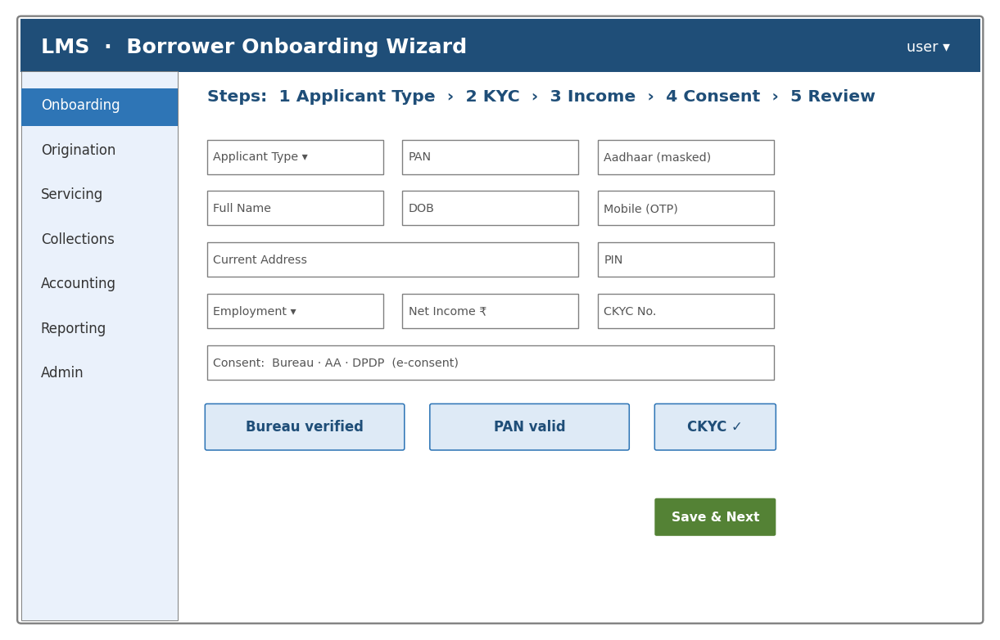 LMS · Borrower Onboarding Wizard
user ▾
Onboarding
Origination
Servicing
Collections
Accounting
Reporting
Admin
Steps: 1 Applicant Type › 2 KYC › 3 Income › 4 Consent › 5 Review
Applicant Type ▾
PAN
Aadhaar (masked)
Full Name
DOB
Mobile (OTP)
Current Address
PIN
Employment ▾
Net Income ₹
CKYC No.
Consent: Bureau · AA · DPDP (e-consent)
Bureau verified
PAN valid
CKYC ✓
Save & Next